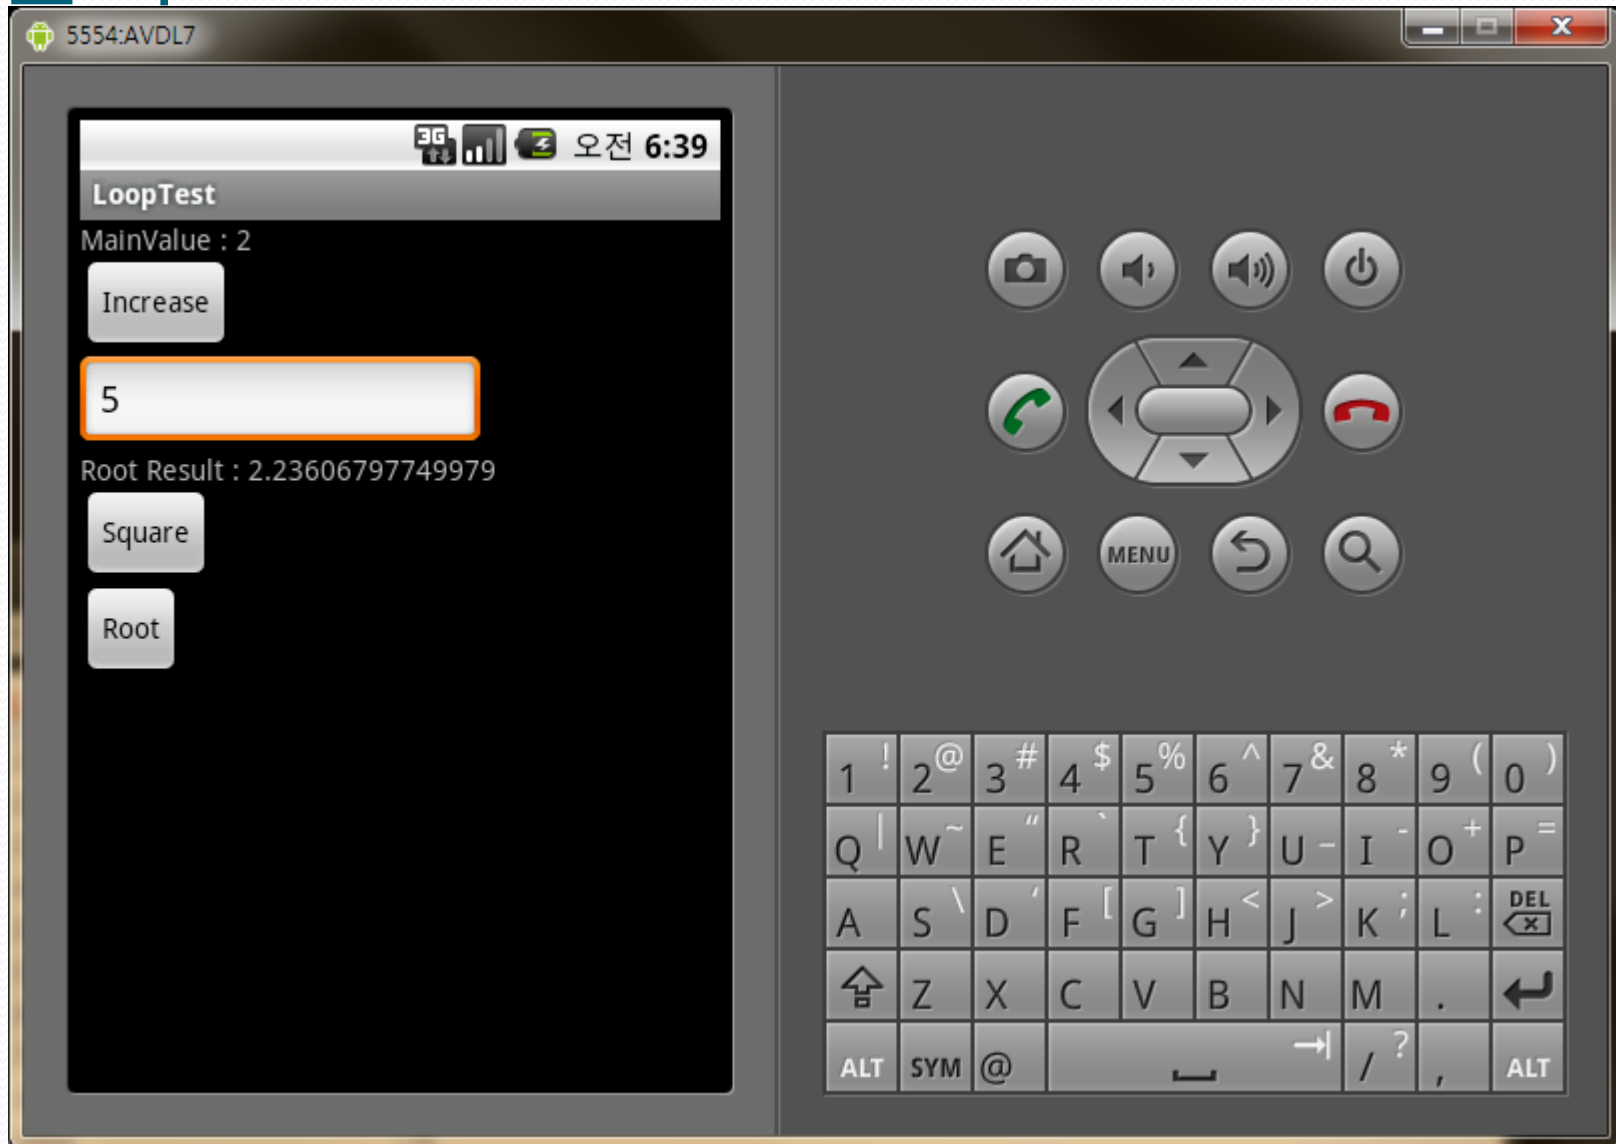 5554:AVDL7
3G 오전 6:39
LoopTest
MainValue : 2
Increase
5
Root Result : 2.23606797749979
Square
Root
MENU
1 ! 2 @ 3 # 4 $ 5 % 6 ^ 7 & 8 * 9 ( 0 )
Q | W ~ E " R ` T { Y } U _ I - O + P =
A S \ D ' F [ G ] H < J > K ; L : DEL
Z X C V B N M .
ALT SYM @ / ? , ALT